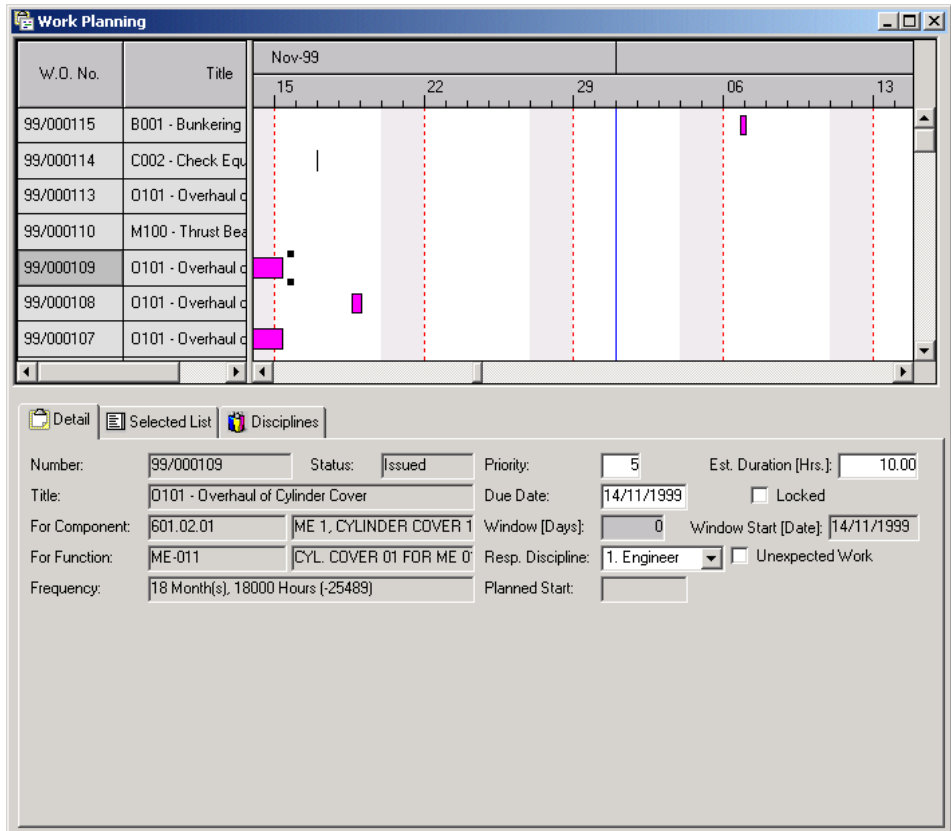 Work Planning
W.O. No. Title Nov-99
15 22 29 06 13
99/000115 B001 - Bunkering
99/000114 C002 - Check Equ
99/000113 O101 - Overhaul c
99/000110 M100 - Thrust Bea
99/000109 O101 - Overhaul c
99/000108 O101 - Overhaul c
99/000107 O101 - Overhaul c
Detail Selected List Disciplines
Number: 99/000109 Status: Issued Priority: 5 Est. Duration [Hrs.]: 10.00
Title: O101 - Overhaul of Cylinder Cover Due Date: 14/11/1999 Locked
For Component: 601.02.01 ME 1, CYLINDER COVER 1 Window [Days]: 0 Window Start [Date]: 14/11/1999
For Function: ME-011 CYL. COVER 01 FOR ME 0 Resp. Discipline: 1. Engineer Unexpected Work
Frequency: 18 Month(s), 18000 Hours (-25489) Planned Start: